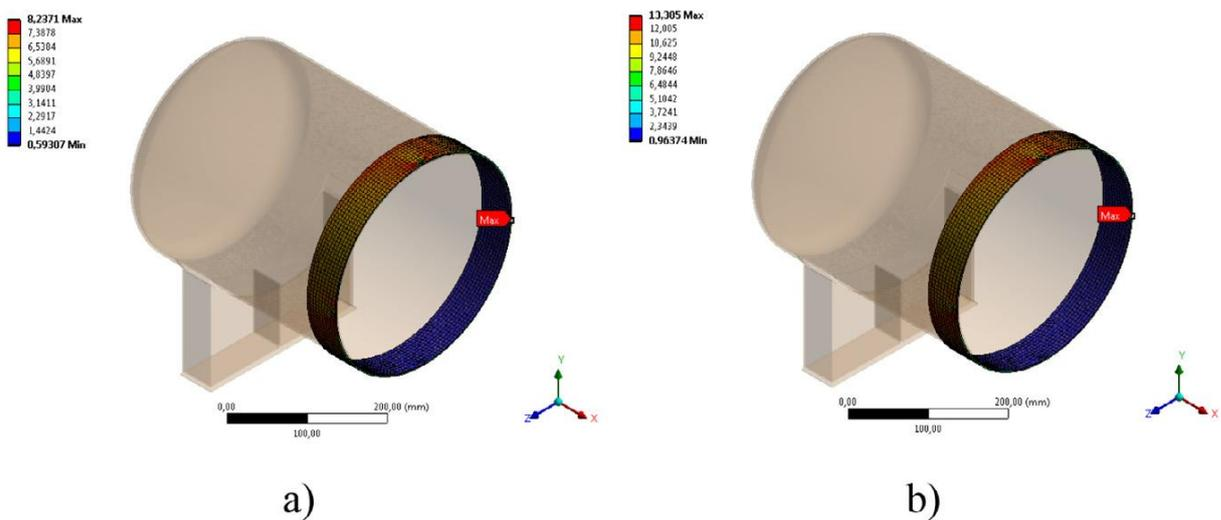 8,2371 Max
7,3878
6,5384
5,6891
4,8397
3,9904
3,1411
2,2917
1,4424
0,59307 Min
Max
0,00
200,00 (mm)
100,00
Y
Z
X
a)
13,305 Max
12,005
10,625
9,2448
7,8646
6,4844
5,1042
3,7241
2,3439
0,96374 Min
Max
0,00
200,00 (mm)
100,00
Y
Z
X
b)